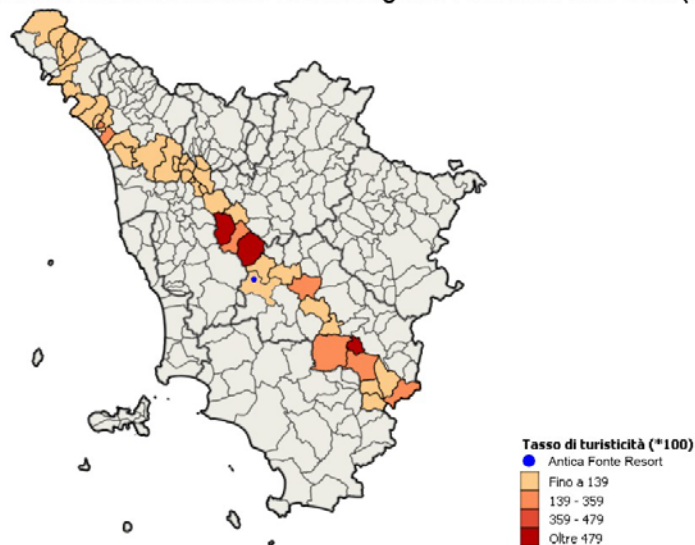 Tasso di turisticità (*100)
Antica Fonte Resort
Fino a 139
139 - 359
359 - 479
Oltre 479